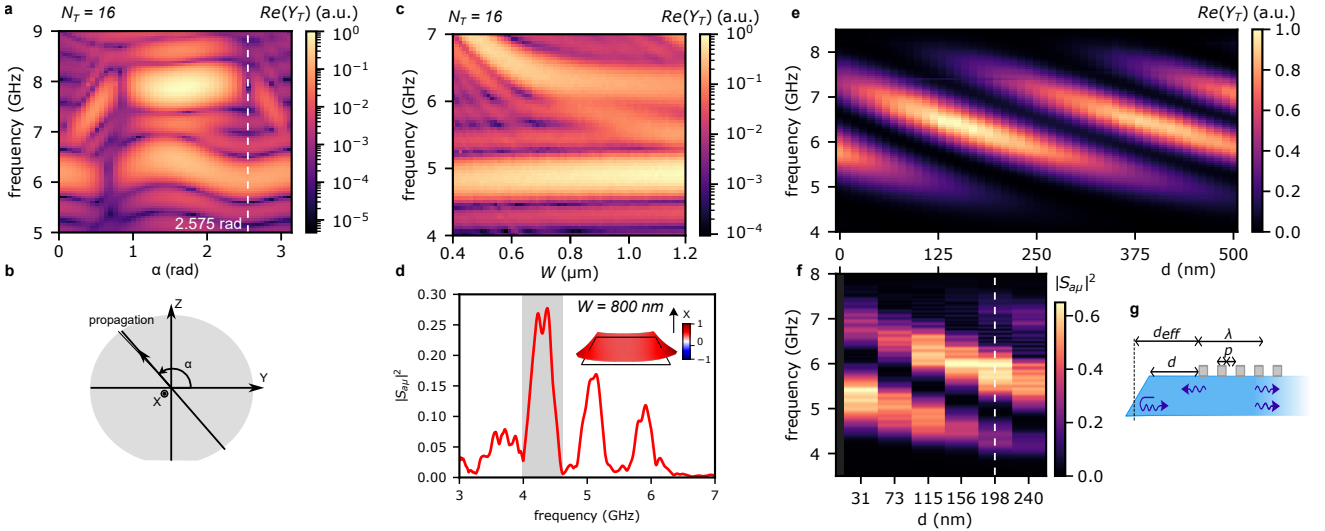 a
N_T = 16
Re(Y_T) (a.u.)
frequency (GHz)
9
8
7
6
5
10^0
10^-1
10^-2
10^-3
10^-4
10^-5
2.575 rad
0
1
2
3
α (rad)
b
Z
propagation
α
Y
X
c
N_T = 16
Re(Y_T) (a.u.)
frequency (GHz)
7
6
5
4
10^0
10^-1
10^-2
10^-3
10^-4
0.4
0.6
0.8
1.0
1.2
W (μm)
d
|S_aμ|^2
0.30
0.25
0.20
0.15
0.10
0.05
0.00
W = 800 nm
X
1
0
−1
3
4
5
6
7
frequency (GHz)
e
Re(Y_T) (a.u.)
frequency (GHz)
8
7
6
5
4
1.0
0.8
0.6
0.4
0.2
0.0
0
125
250
375
500
d (nm)
f
|S_aμ|^2
frequency (GHz)
8
7
6
5
4
0.6
0.4
0.2
0.0
31
73
115
156
198
240
d (nm)
g
d_eff
λ
p
d